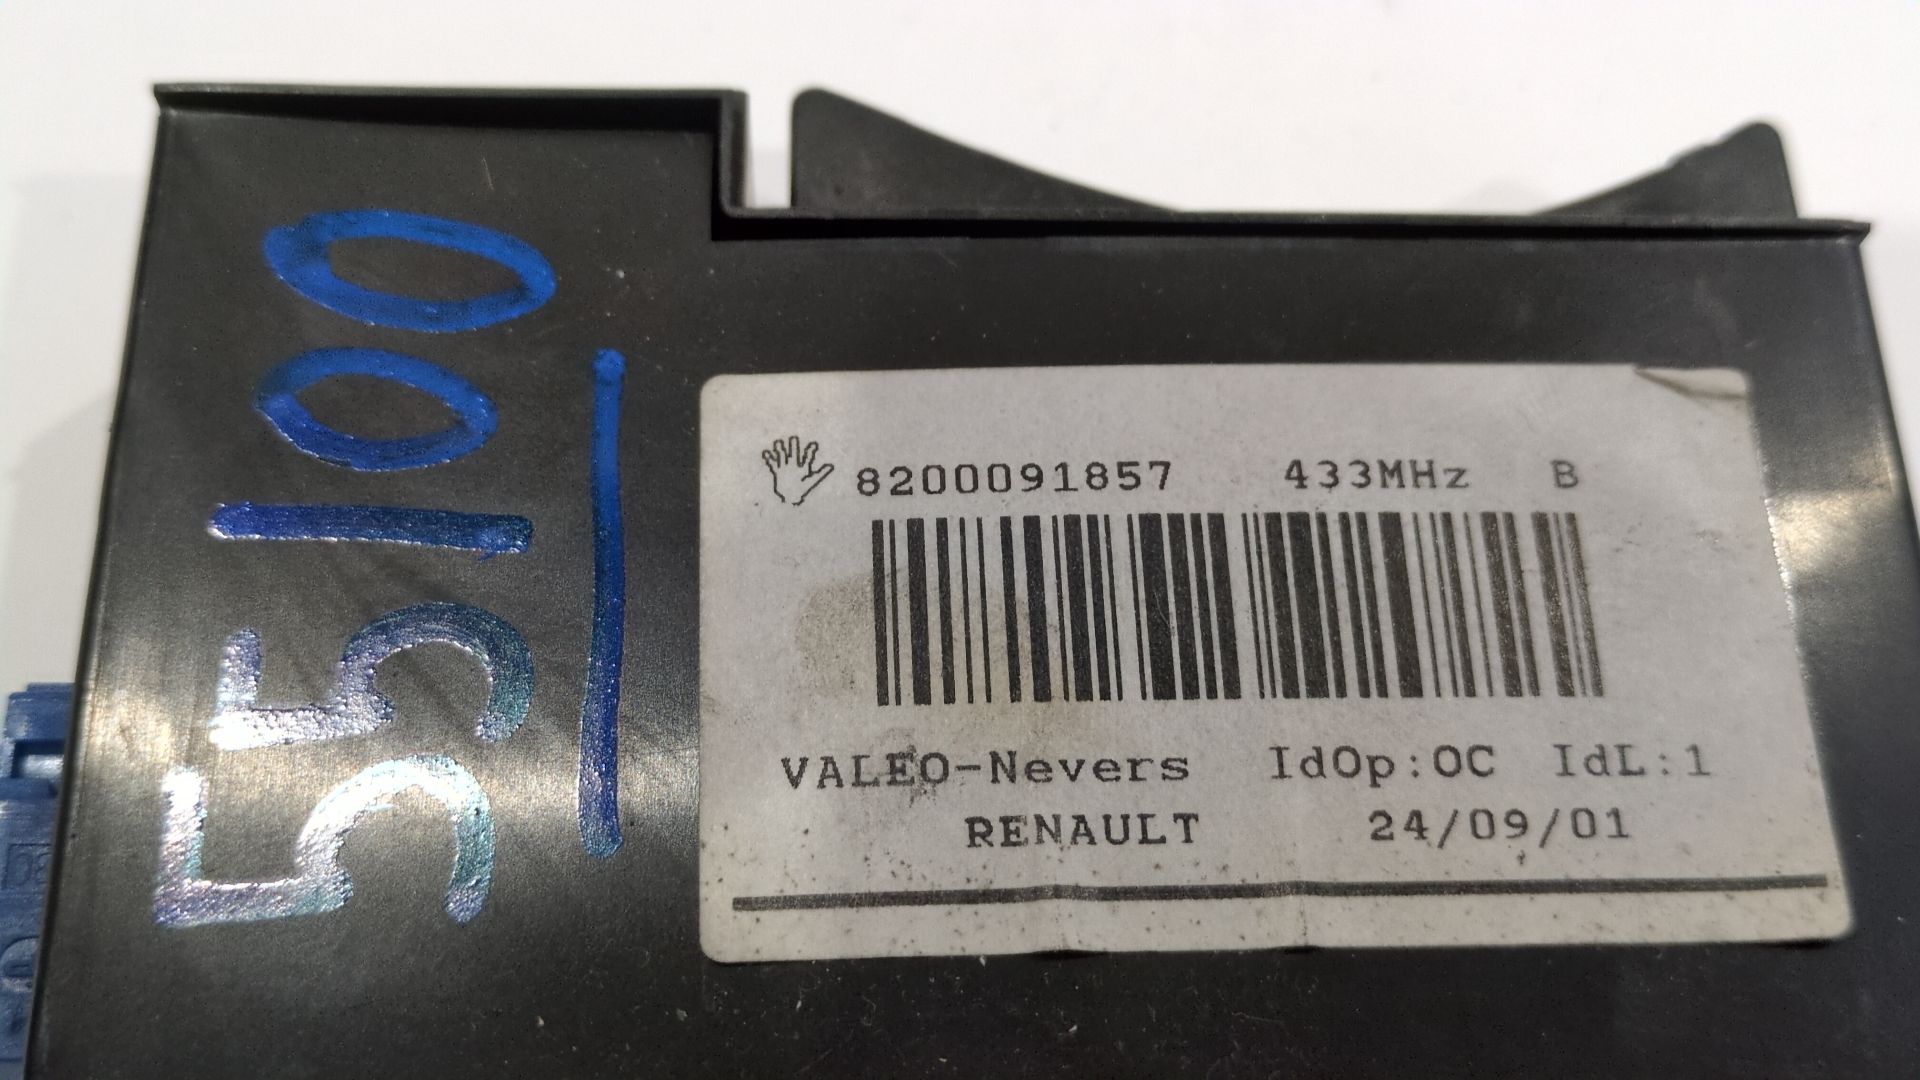 55100
8200091857 433MHz B
VALEO-Nevers IdOp:OC IdL:1
RENAULT 24/09/01